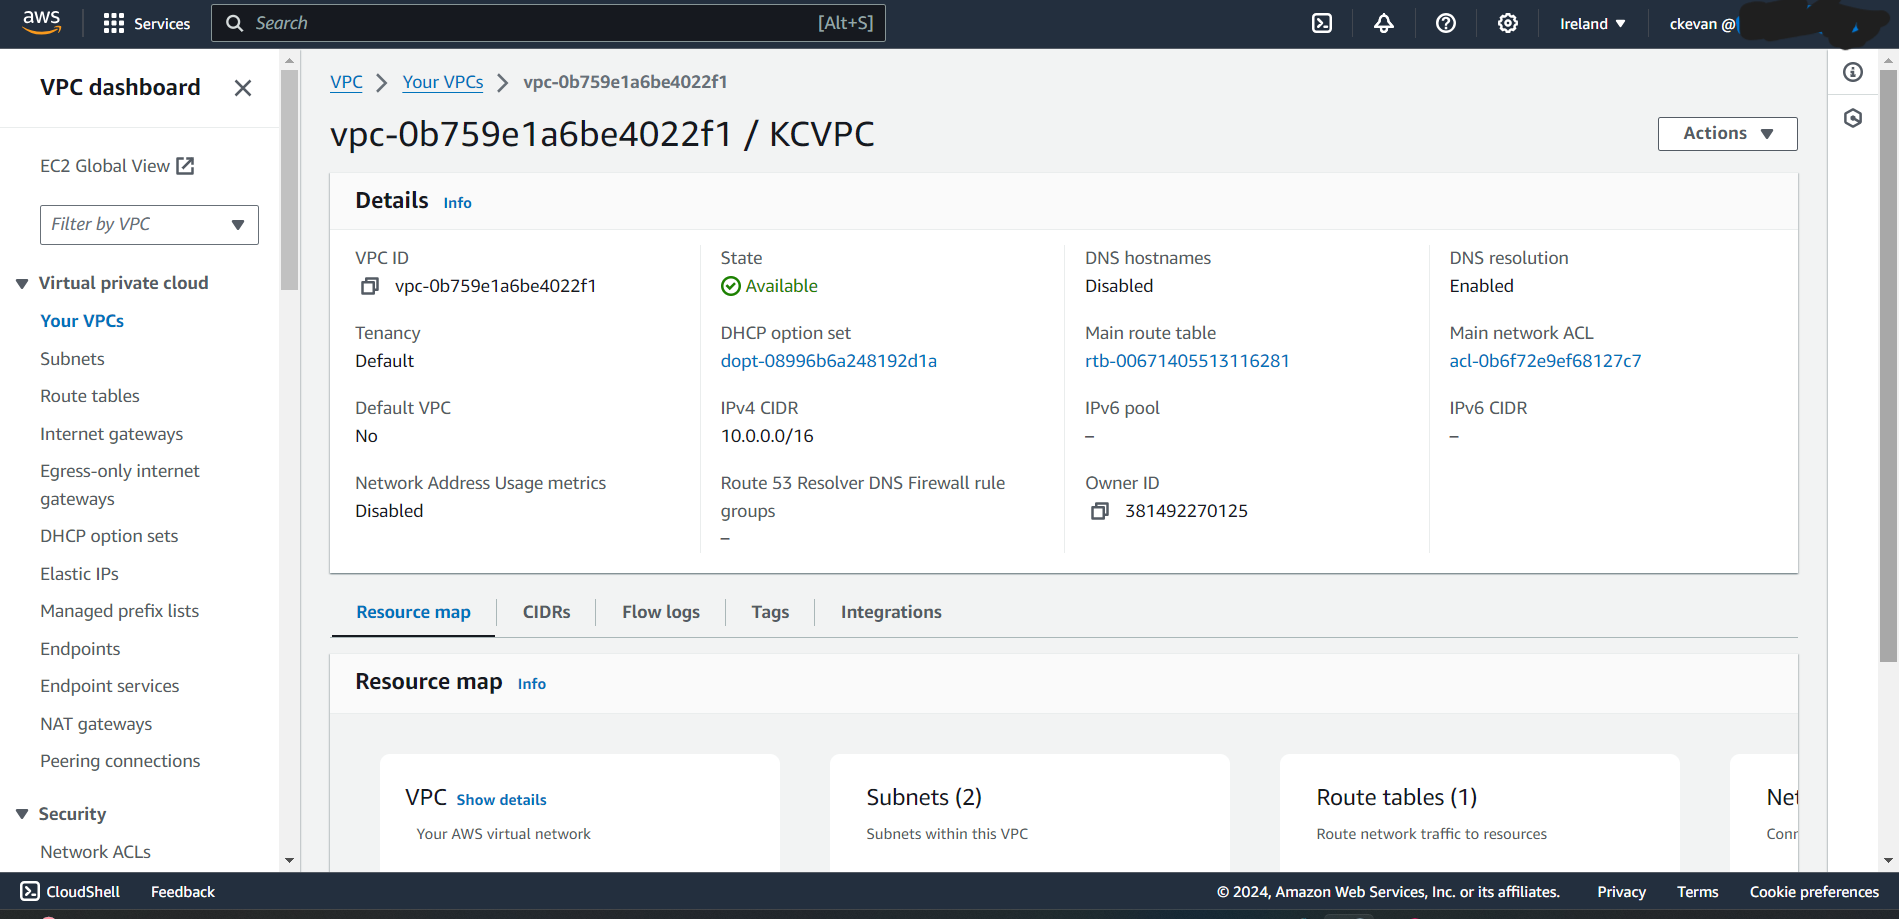 aws
Services
Search
[Alt+S]
Ireland
ckevan @
VPC dashboard
EC2 Global View
Filter by VPC
Virtual private cloud
Your VPCs
Subnets
Route tables
Internet gateways
Egress-only internet
gateways
DHCP option sets
Elastic IPs
Managed prefix lists
Endpoints
Endpoint services
NAT gateways
Peering connections
Security
Network ACLs
VPC
Your VPCs
vpc-0b759e1a6be4022f1
vpc-0b759e1a6be4022f1 / KCVPC
Actions
Details Info
VPC ID
vpc-0b759e1a6be4022f1
State
Available
DNS hostnames
Disabled
DNS resolution
Enabled
Tenancy
Default
DHCP option set
dopt-08996b6a248192d1a
Main route table
rtb-00671405513116281
Main network ACL
acl-0b6f72e9ef68127c7
Default VPC
No
IPv4 CIDR
10.0.0.0/16
IPv6 pool
–
IPv6 CIDR
–
Network Address Usage metrics
Disabled
Route 53 Resolver DNS Firewall rule
groups
–
Owner ID
381492270125
Resource map
CIDRs
Flow logs
Tags
Integrations
Resource map Info
VPC Show details
Your AWS virtual network
Subnets (2)
Subnets within this VPC
Route tables (1)
Route network traffic to resources
Net
Conn
CloudShell
Feedback
© 2024, Amazon Web Services, Inc. or its affiliates.
Privacy
Terms
Cookie preferences